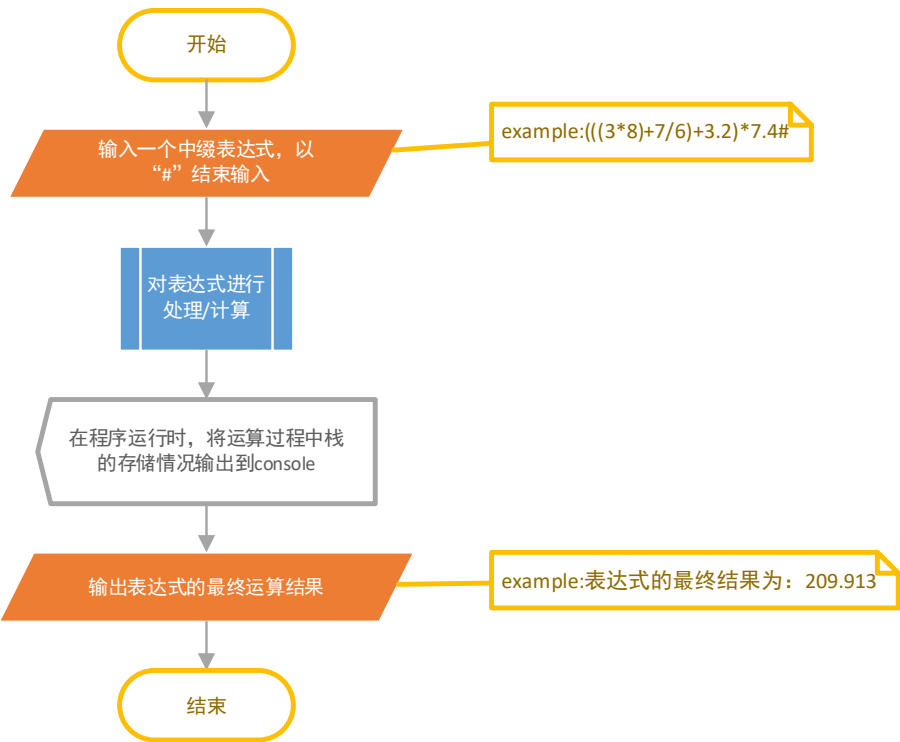 开始
输入一个中缀表达式，以
“#”结束输入
example:(((3*8)+7/6)+3.2)*7.4#
对表达式进行
处理/计算
在程序运行时，将运算过程中栈
的存储情况输出到console
输出表达式的最终运算结果
example:表达式的最终结果为：209.913
结束